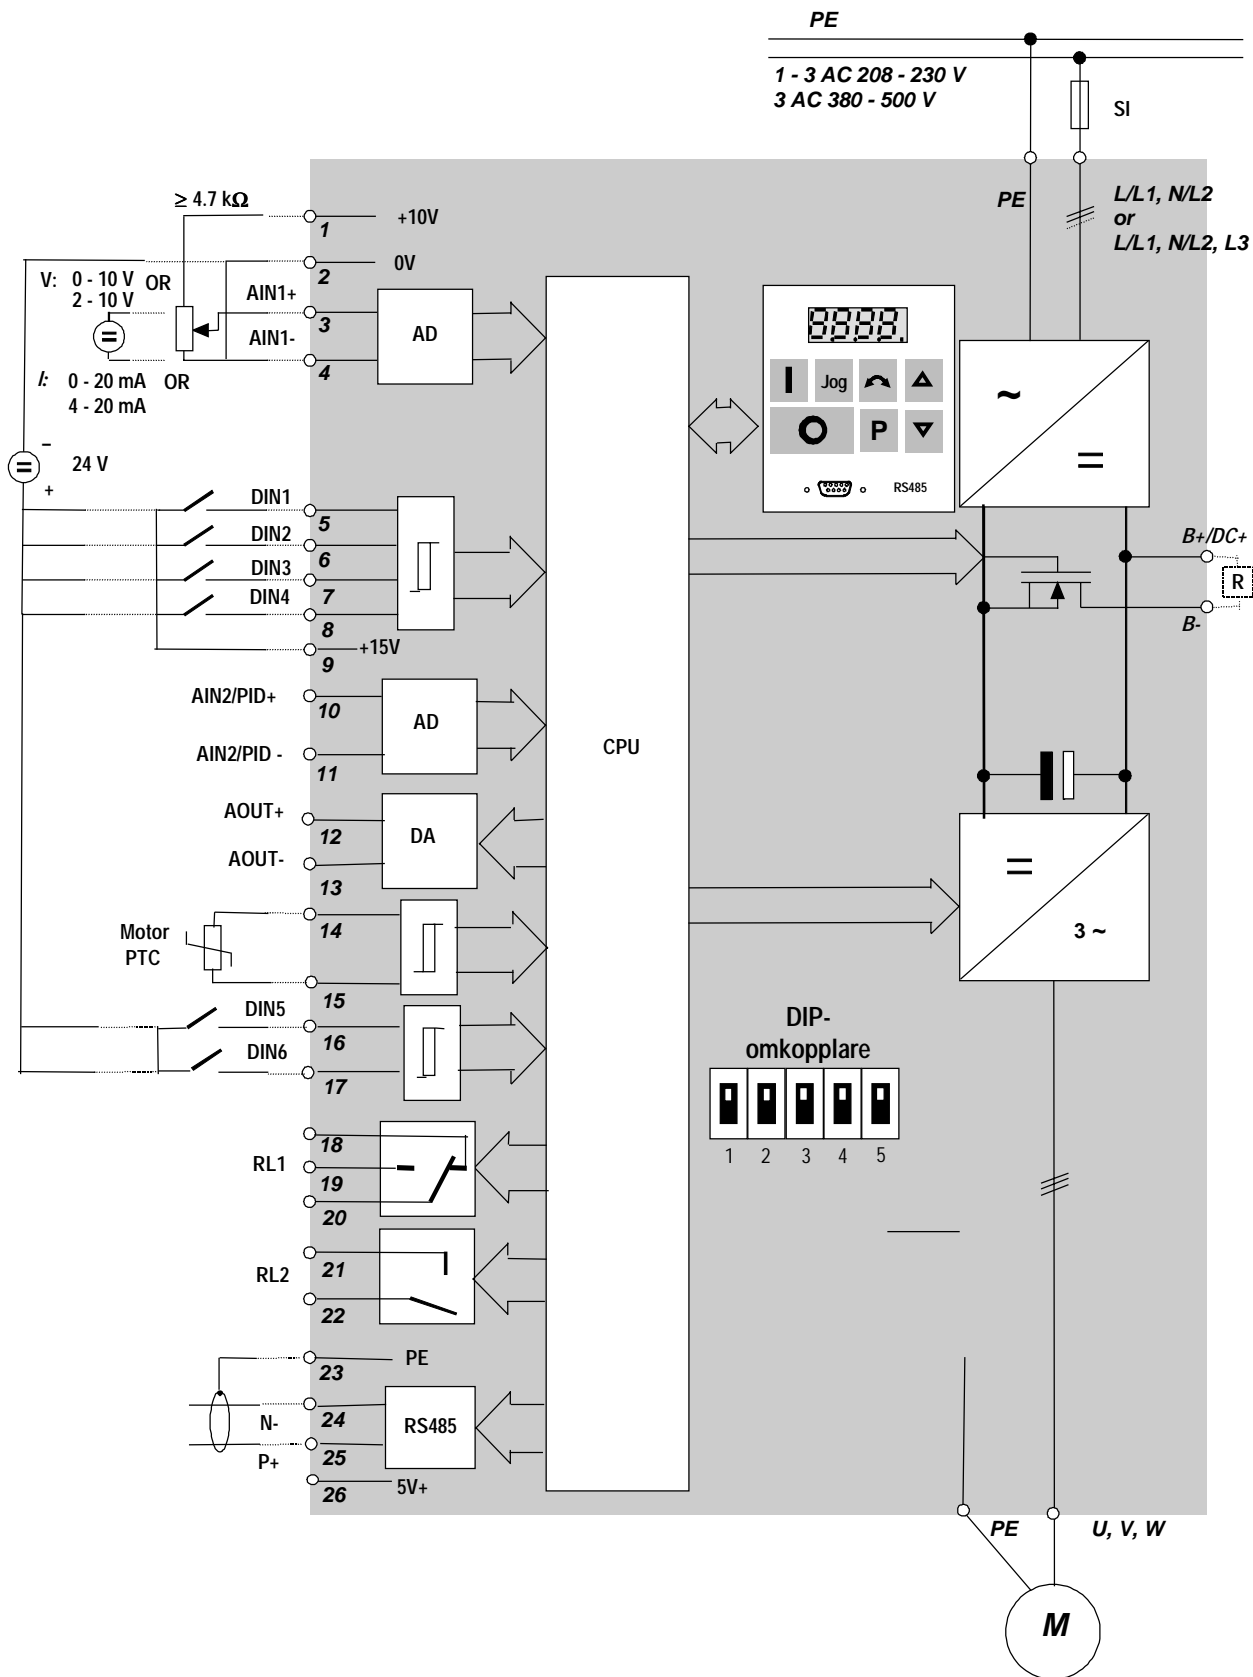 PE
1 - 3 AC 208 - 230 V
3 AC 380 - 500 V
SI
PE
L/L1, N/L2
or
L/L1, N/L2, L3
≥ 4.7 kΩ
1
+10V
2
0V
V: 0 - 10 V OR
2 - 10 V
AIN1+
3
AIN1-
4
AD
I: 0 - 20 mA OR
4 - 20 mA
–
24 V
+
8.8.8.8.
Jog
P
RS485
~
=
DIN1
5
DIN2
6
DIN3
7
DIN4
8
9
+15V
B+/DC+
R
B-
AIN2/PID+
10
AD
AIN2/PID -
11
CPU
AOUT+
12
DA
AOUT-
13
Motor
PTC
14
15
=
3 ~
DIN5
16
DIN6
17
DIP-
omkopplare
1 2 3 4 5
RL1
18
19
20
RL2
21
22
23
PE
N-
24
RS485
P+
25
26
5V+
PE
U, V, W
M